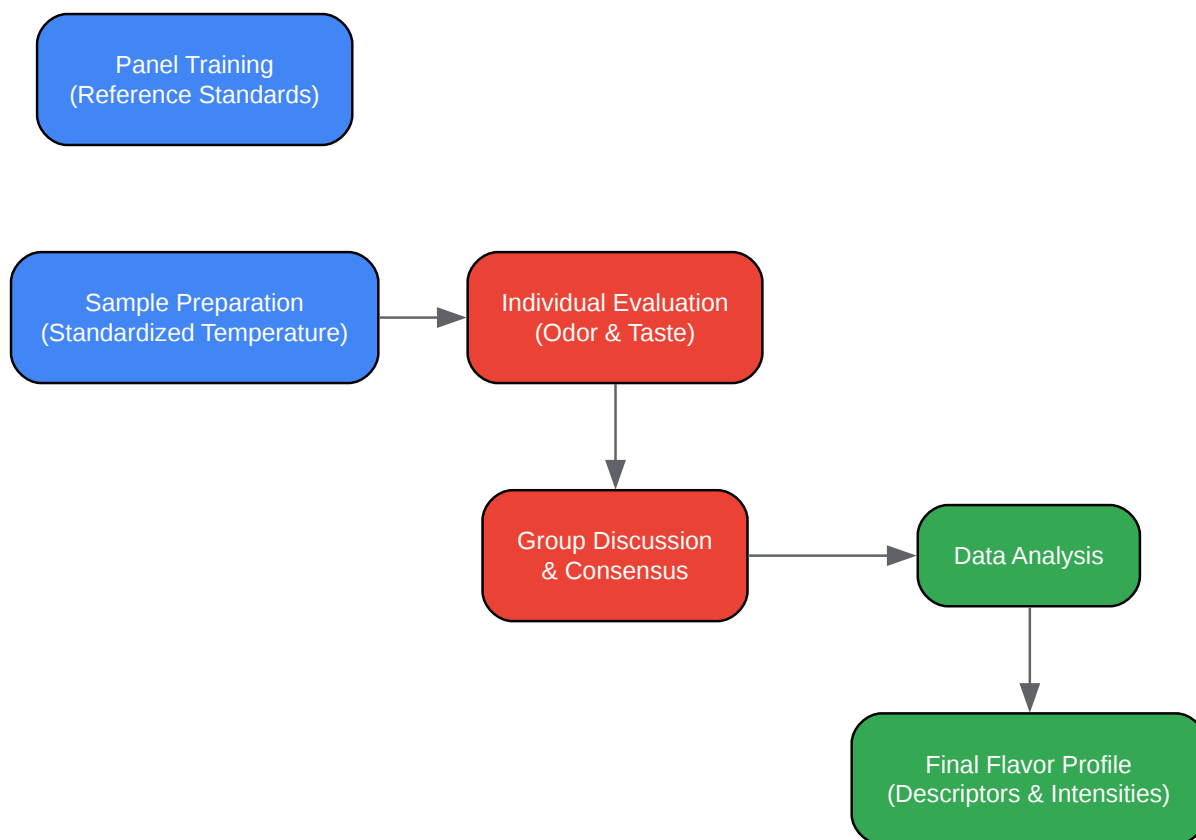 Panel Training
(Reference Standards)
Sample Preparation
(Standardized Temperature)
Individual Evaluation
(Odor & Taste)
Group Discussion
& Consensus
Data Analysis
Final Flavor Profile
(Descriptors & Intensities)